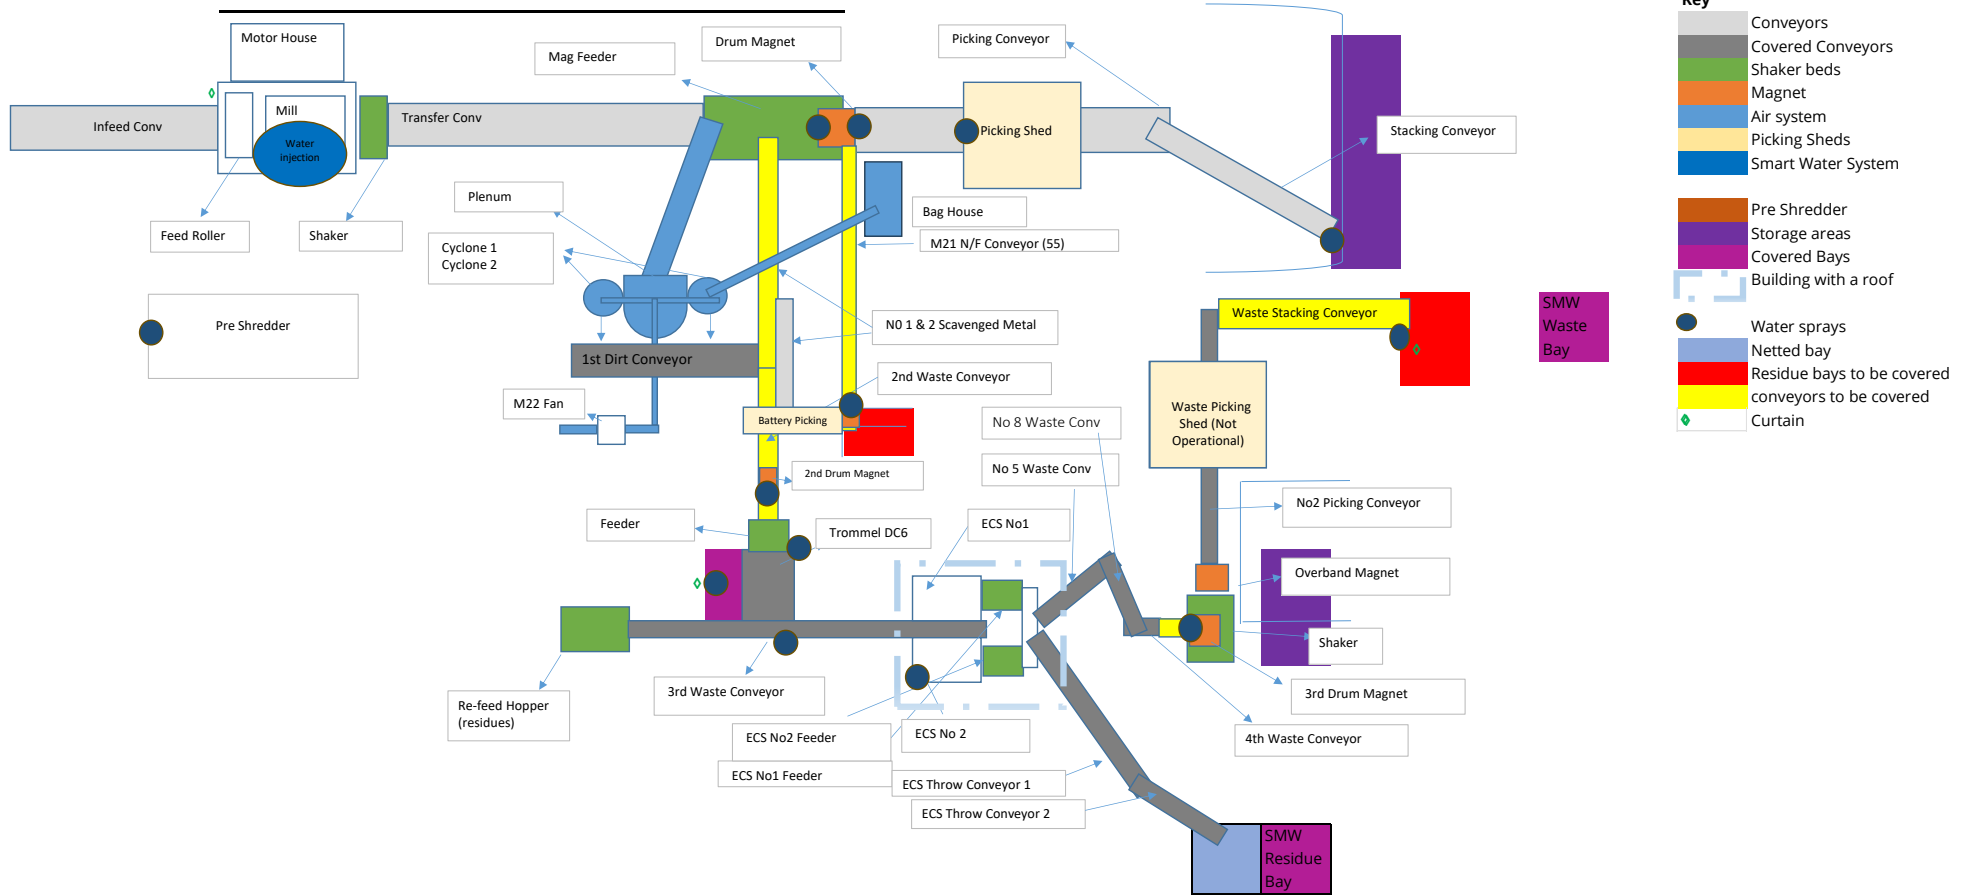 Key
Conveyors
Covered Conveyors
Shaker beds
Magnet
Air system
Picking Sheds
Smart Water System
Pre Shredder
Storage areas
Covered Bays
Building with a roof
Water sprays
Netted bay
Residue bays to be covered
conveyors to be covered
Curtain
Motor House
Mag Feeder
Drum Magnet
Picking Conveyor
Infeed Conv
Mill
Water
injection
Transfer Conv
Picking Shed
Stacking Conveyor
Feed Roller
Shaker
Plenum
Cyclone 1
Cyclone 2
Bag House
M21 N/F Conveyor (55)
Pre Shredder
N0 1 & 2 Scavenged Metal
1st Dirt Conveyor
2nd Waste Conveyor
M22 Fan
Battery Picking
2nd Drum Magnet
Waste Stacking Conveyor
SMW
Waste
Bay
Waste Picking
Shed (Not
Operational)
No 8 Waste Conv
No 5 Waste Conv
No2 Picking Conveyor
Feeder
Trommel DC6
ECS No1
Overband Magnet
Shaker
3rd Drum Magnet
4th Waste Conveyor
Re-feed Hopper
(residues)
3rd Waste Conveyor
ECS No2 Feeder
ECS No 2
ECS No1 Feeder
ECS Throw Conveyor 1
ECS Throw Conveyor 2
SMW
Residue
Bay